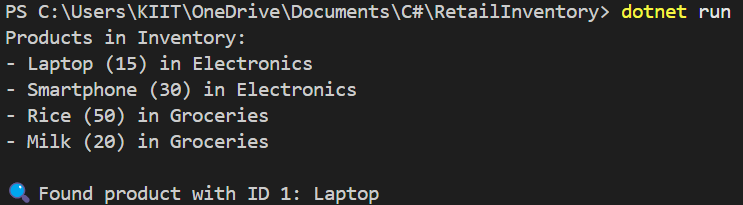 PS C:\Users\KIIT\OneDrive\Documents\C#\RetailInventory> dotnet run
Products in Inventory:
- Laptop (15) in Electronics
- Smartphone (30) in Electronics
- Rice (50) in Groceries
- Milk (20) in Groceries
🔍 Found product with ID 1: Laptop